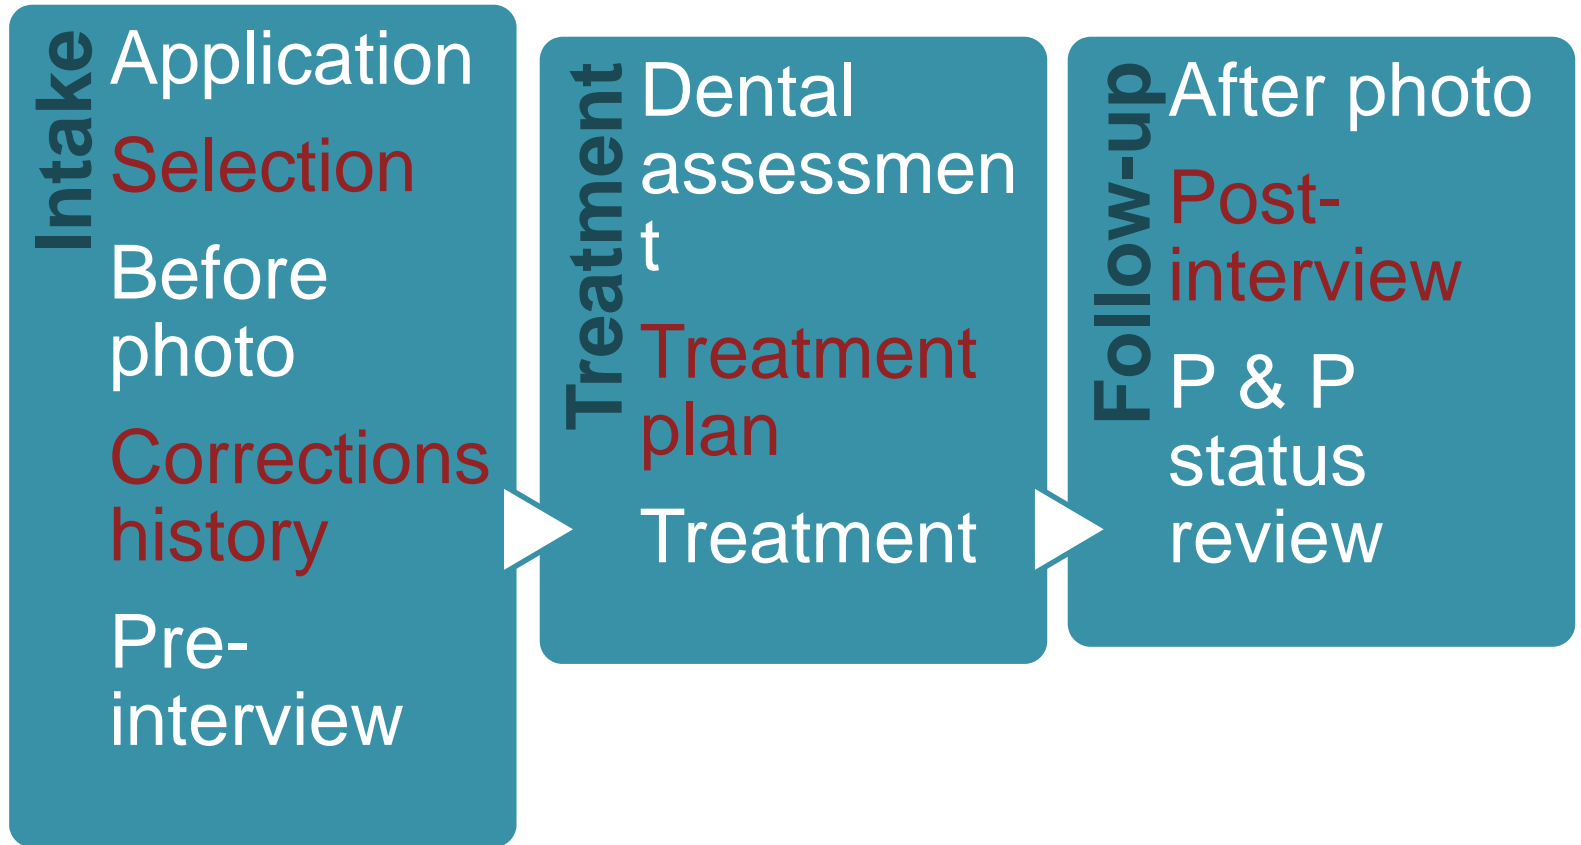 Intake
Application
Selection
Before
photo
Corrections
history
Pre-
interview
Treatment
Dental
assessmen
t
Treatment
plan
Treatment
Follow-up
After photo
Post-
interview
P & P
status
review